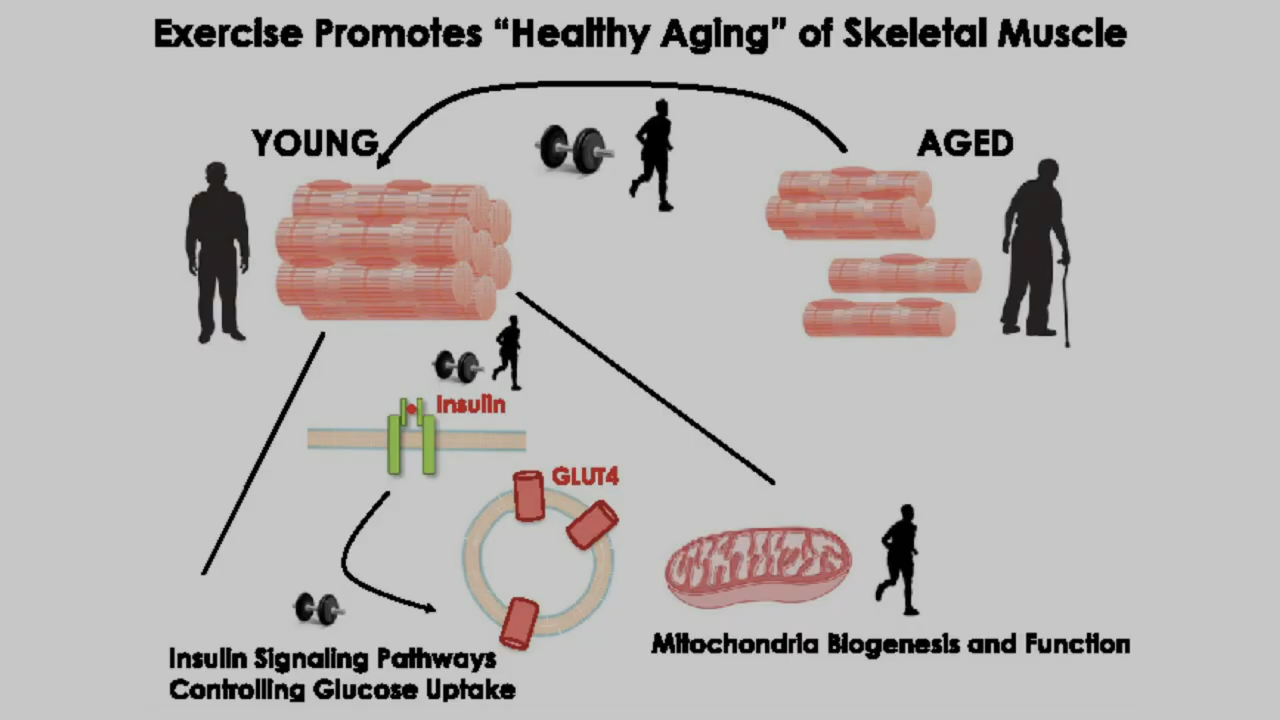 Exercise Promotes “Healthy Aging” of Skeletal Muscle
YOUNG
AGED
Insulin
GLUT4
Mitochondria Biogenesis and Function
Insulin Signaling Pathways
Controlling Glucose Uptake